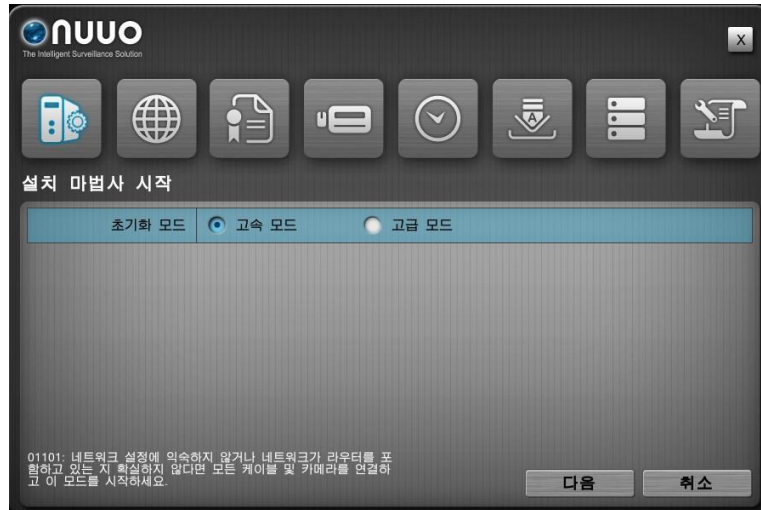 nuuo
The Intelligent Surveillance Solution
X
A
설치 마법사 시작
초기화 모드 고속 모드 고급 모드
01101: 네트워크 설정에 익숙하지 않거나 네트워크가 라우터를 포
함하고 있는 지 확실하지 않다면 모든 케이블 및 카메라를 연결하
고 이 모드를 시작하세요.
다음 취소